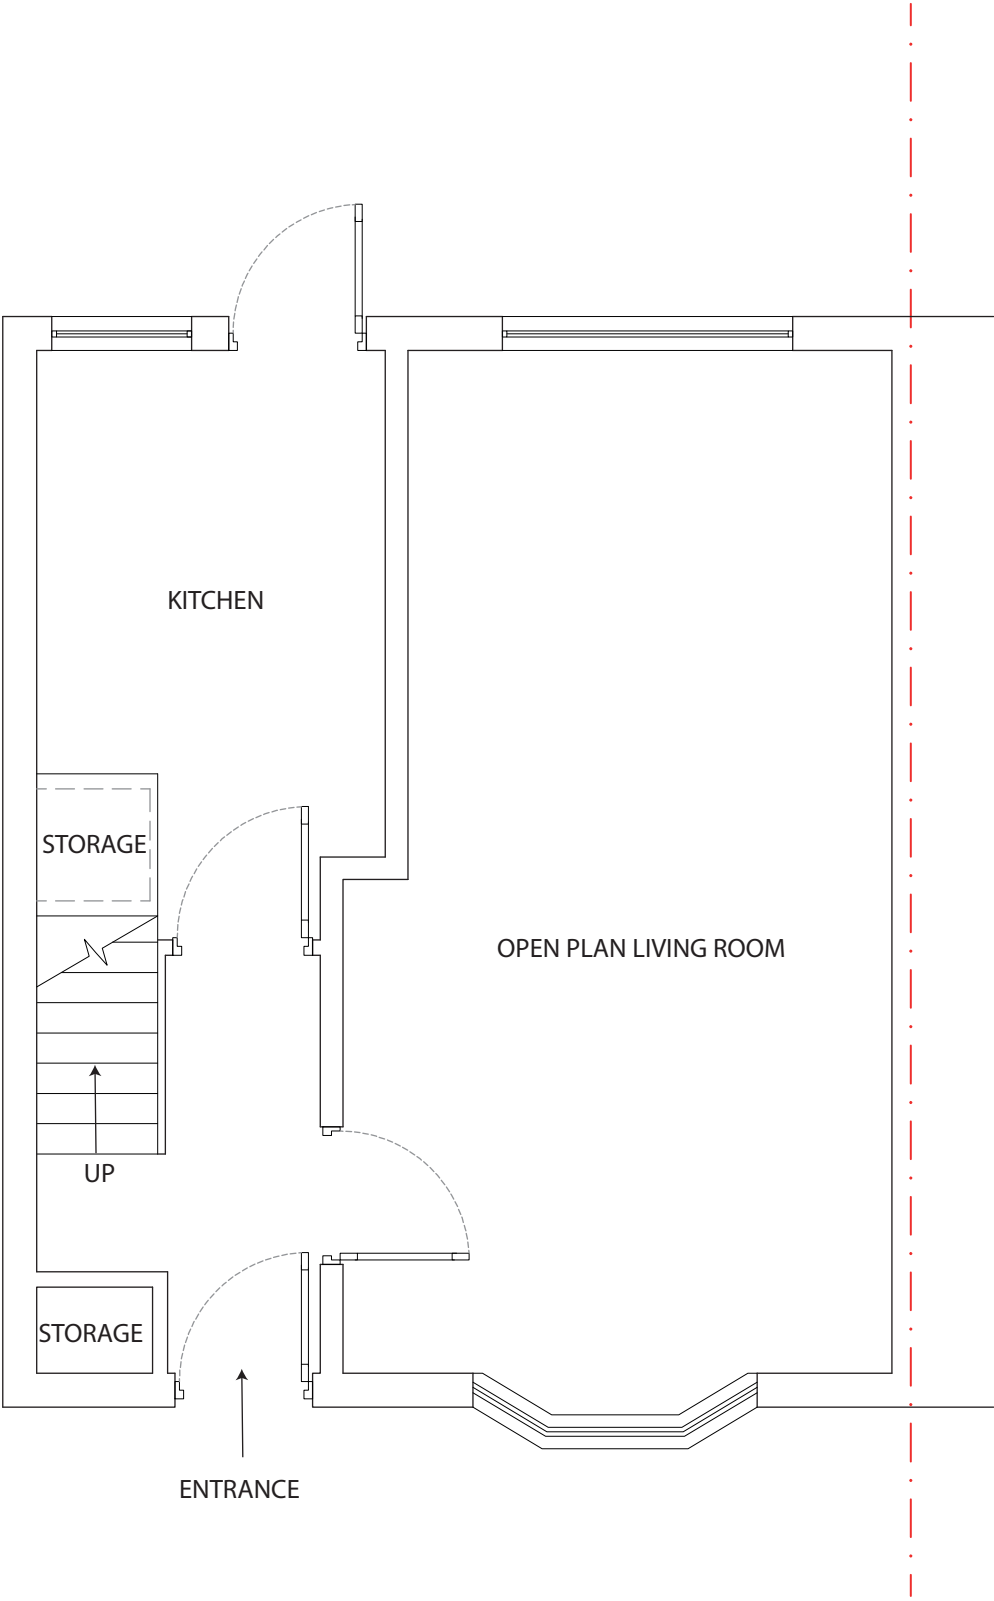 KITCHEN
STORAGE
OPEN PLAN LIVING ROOM
UP
STORAGE
ENTRANCE